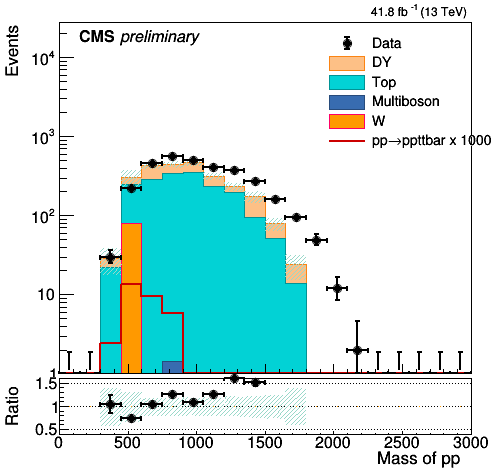 41.8 fb⁻¹ (13 TeV)
CMS preliminary
Events
Data
DY
Top
Multiboson
W
pp→ppttbar x 1000
10³
10²
10
1
Ratio
1.5
1
0.5
0 500 1000 1500 2000 2500 3000
Mass of pp